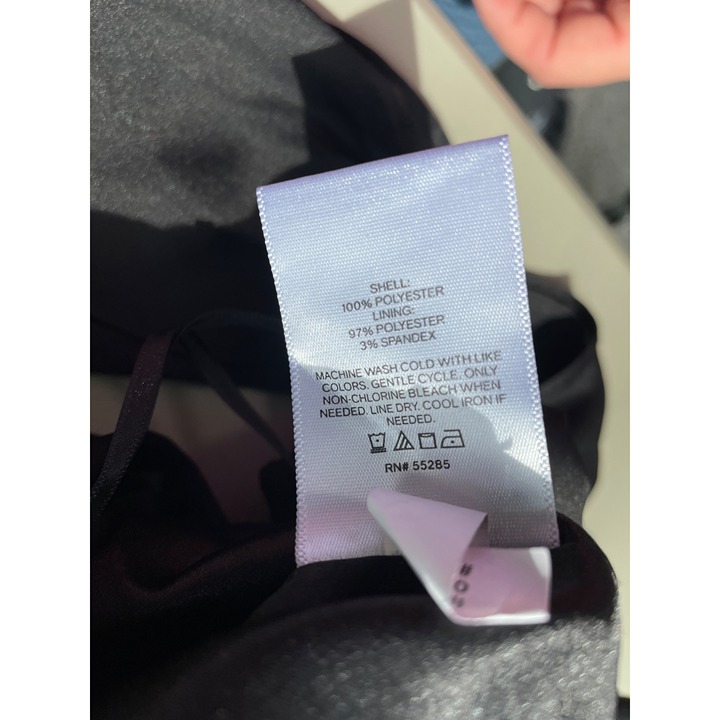 SHELL:
100% POLYESTER
LINING:
97% POLYESTER
3% SPANDEX
MACHINE WASH COLD WITH LIKE
COLORS. GENTLE CYCLE. ONLY
NON-CHLORINE BLEACH WHEN
NEEDED. LINE DRY. COOL IRON IF
NEEDED.
RN# 55285